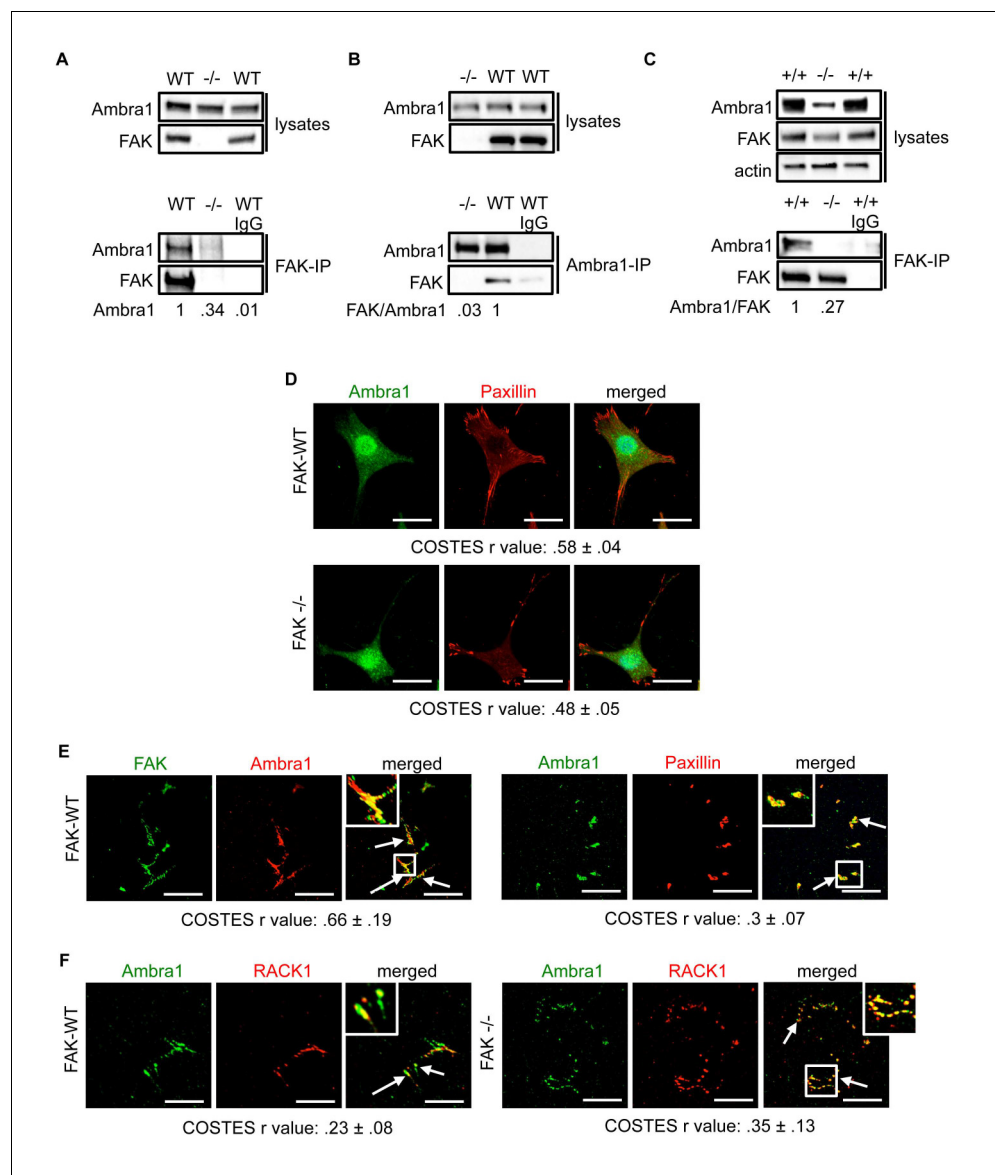 A
WT -/- WT
Ambra1
FAK
lysates
WT -/- WT
IgG
Ambra1
FAK
FAK-IP
Ambra1 1 .34 .01
B
-/- WT WT
Ambra1
FAK
lysates
-/- WT WT
IgG
Ambra1
FAK
Ambra1-IP
FAK/Ambra1 .03 1
C
+/+ -/- +/+
Ambra1
FAK
actin
lysates
+/+ -/- +/+
IgG
Ambra1
FAK
FAK-IP
Ambra1/FAK 1 .27
D
Ambra1 Paxillin merged
FAK-WT
COSTES r value: .58 ± .04
FAK -/-
COSTES r value: .48 ± .05
E
FAK Ambra1 merged
FAK-WT
COSTES r value: .66 ± .19
Ambra1 Paxillin merged
COSTES r value: .3 ± .07
F
Ambra1 RACK1 merged
FAK-WT
COSTES r value: .23 ± .08
Ambra1 RACK1 merged
FAK -/-
COSTES r value: .35 ± .13